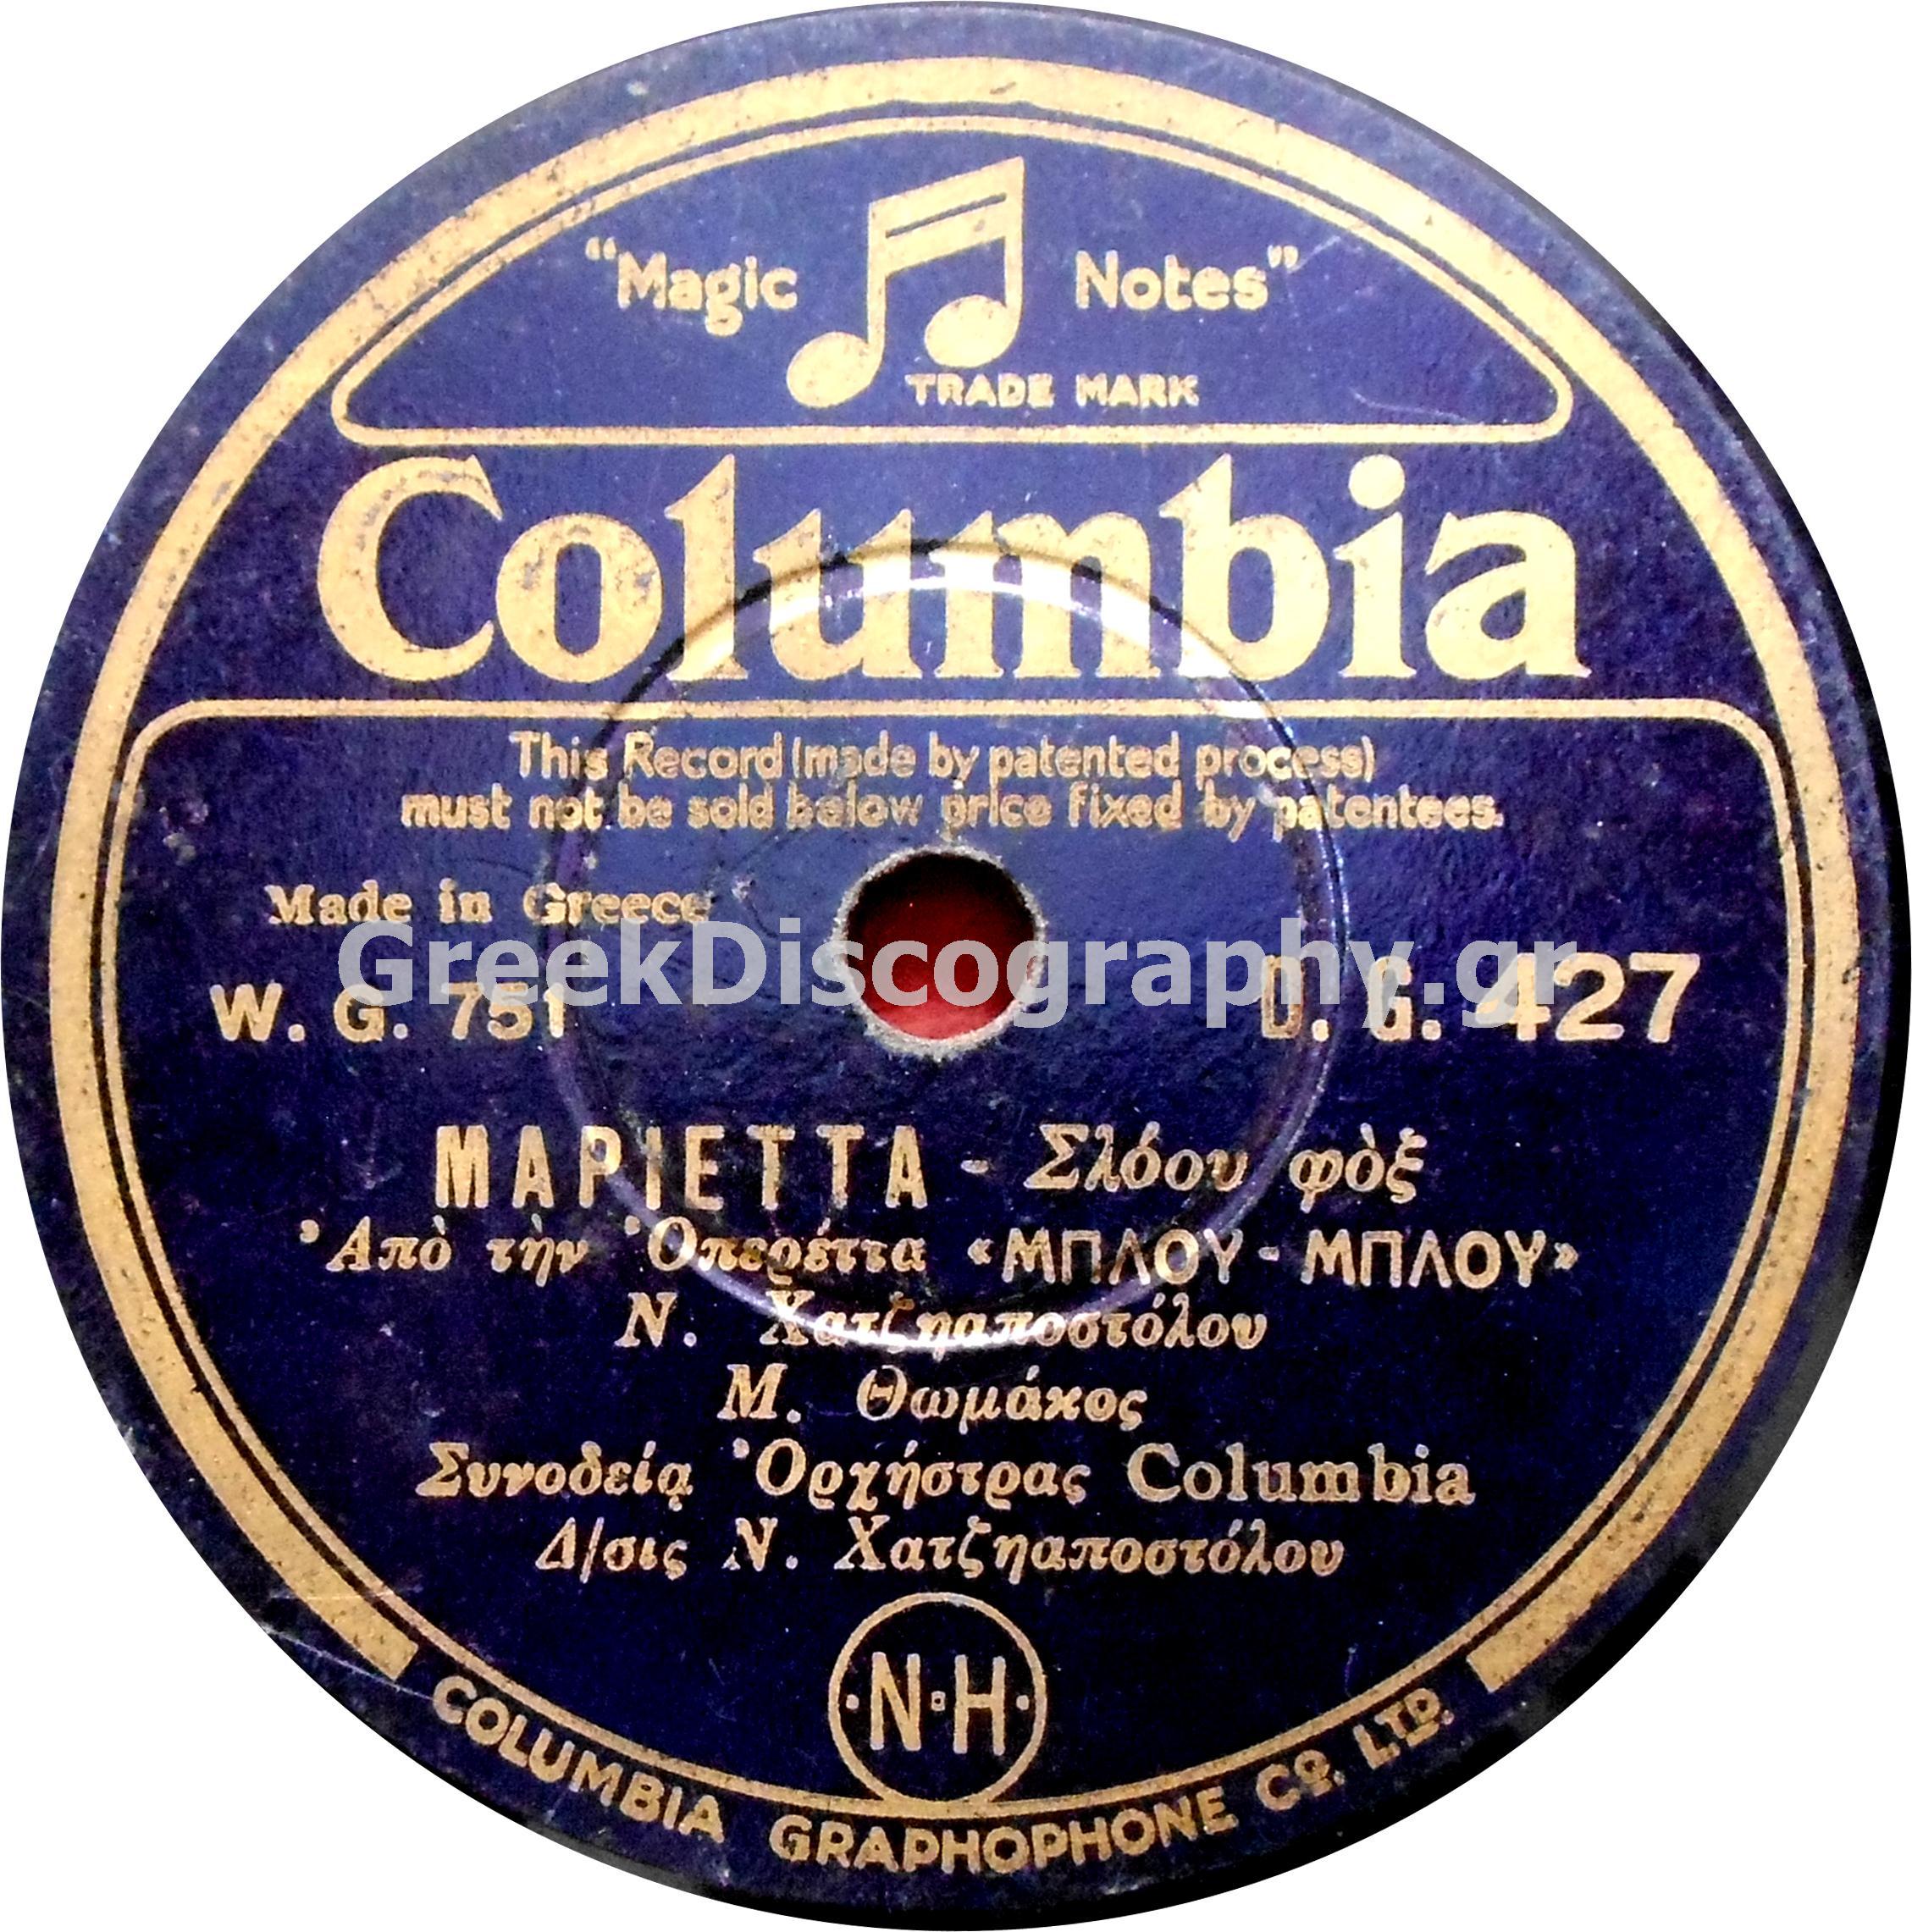 "Magic Notes"
TRADE MARK
Columbia
This Record (made by patented process)
must not be sold below price fixed by patentees.
Made in Greece
GreekDiscography.gr
W. G. 751
D. G. 427
ΜΑΡΙΕΤΤΑ - Σλόου φὸξ
Ἀπὸ τὴν Ὀπερέττα «ΜΠΛΟΥ - ΜΠΛΟΥ»
Ν. Χατζηαποστόλου
Μ. Θωμάκος
Συνοδείᾳ Ὀρχήστρας Columbia
Δ/σις Ν. Χατζηαποστόλου
·N·H·
COLUMBIA GRAPHOPHONE CO. LTD.